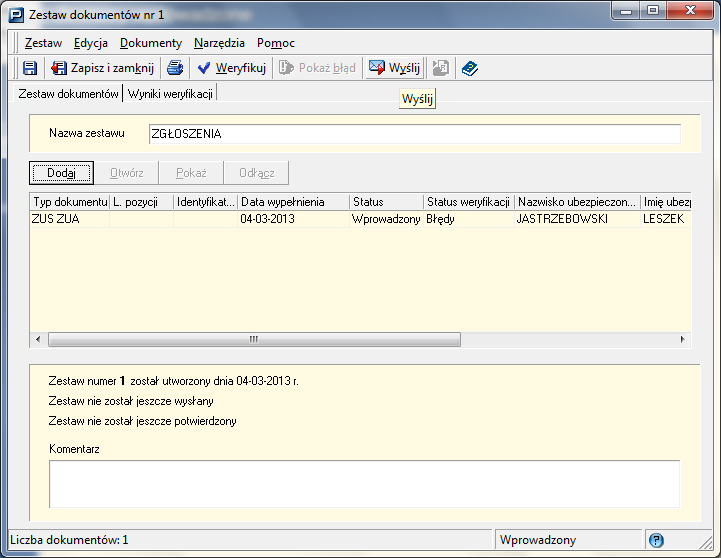 Zestaw dokumentów nr 1
Zestaw Edycja Dokumenty Narzędzia Pomoc
Zapisz i zamknij Weryfikuj Pokaż błąd Wyślij
Zestaw dokumentów Wyniki weryfikacji
Wyślij
Nazwa zestawu ZGŁOSZENIA
Dodaj Otwórz Pokaż Odłącz
Typ dokumentu L. pozycji Identyfikat... Data wypełnienia Status Status weryfikacji Nazwisko ubezpieczon... Imię ubezp
ZUS ZUA 04-03-2013 Wprowadzony Błędy JASTRZEBOWSKI LESZEK
Zestaw numer 1 został utworzony dnia 04-03-2013 r.
Zestaw nie został jeszcze wysłany
Zestaw nie został jeszcze potwierdzony
Komentarz
Liczba dokumentów: 1 Wprowadzony